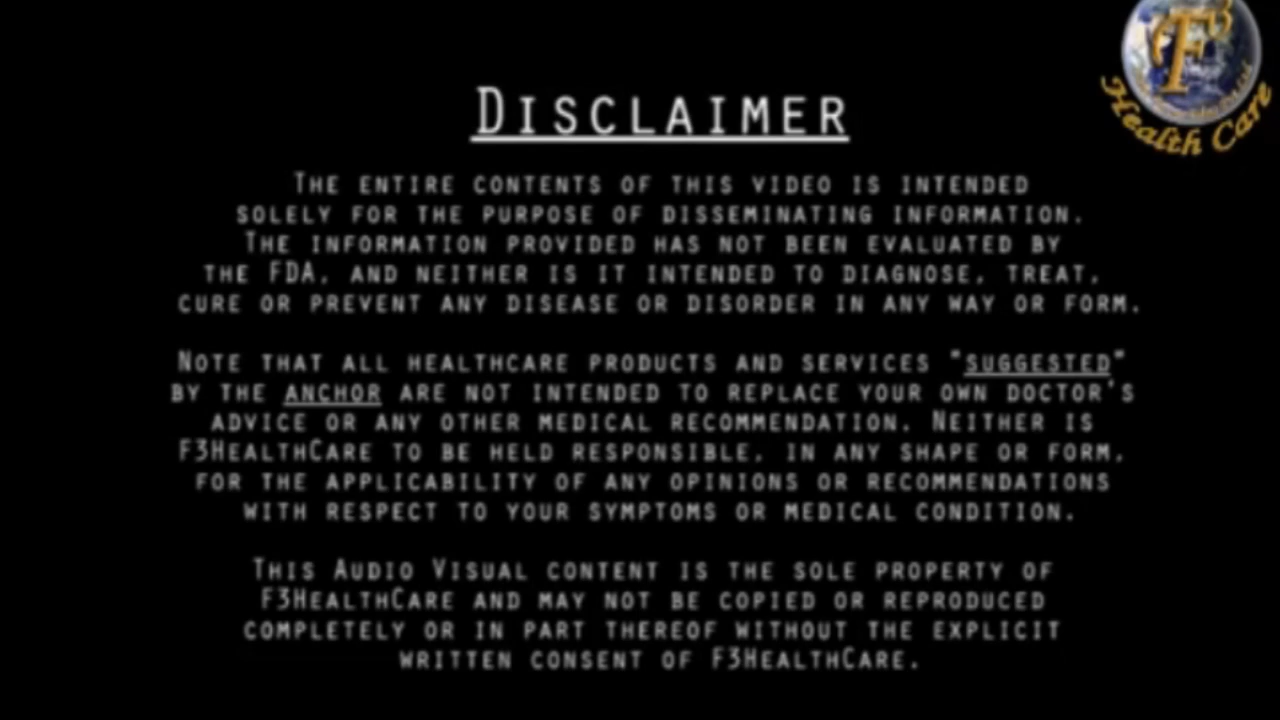 F3
Health Care
Disclaimer
The entire contents of this video is intended
solely for the purpose of disseminating information.
The information provided has not been evaluated by
the FDA, and neither is it intended to diagnose, treat,
cure or prevent any disease or disorder in any way or form.
Note that all healthcare products and services "suggested"
by the anchor are not intended to replace your own doctor's
advice or any other medical recommendation. Neither is
F3HealthCare to be held responsible, in any shape or form,
for the applicability of any opinions or recommendations
with respect to your symptoms or medical condition.
This Audio Visual content is the sole property of
F3HealthCare and may not be copied or reproduced
completely or in part thereof without the explicit
written consent of F3HealthCare.